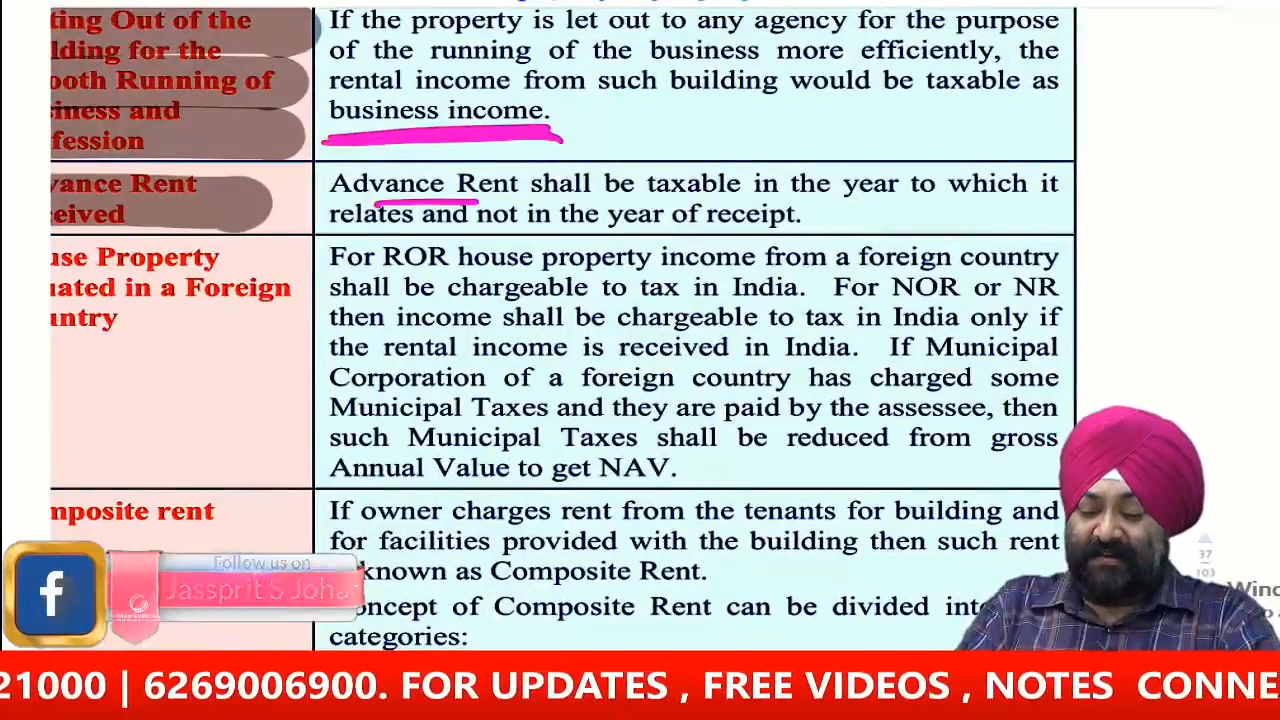 ting Out of the
lding for the
ooth Running of
iness and
fession
If the property is let out to any agency for the purpose
of the running of the business more efficiently, the
rental income from such building would be taxable as
business income.
vance Rent
ceived
Advance Rent shall be taxable in the year to which it
relates and not in the year of receipt.
use Property
uated in a Foreign
untry
For ROR house property income from a foreign country
shall be chargeable to tax in India. For NOR or NR
then income shall be chargeable to tax in India only if
the rental income is received in India. If Municipal
Corporation of a foreign country has charged some
Municipal Taxes and they are paid by the assessee, then
such Municipal Taxes shall be reduced from gross
Annual Value to get NAV.
mposite rent
If owner charges rent from the tenants for building and
for facilities provided with the building then such rent
known as Composite Rent.
oncept of Composite Rent can be divided into
categories:
f
Follow us on
Jassprit S Johar
37
103
Wind
21000 | 6269006900. FOR UPDATES , FREE VIDEOS , NOTES CONNE